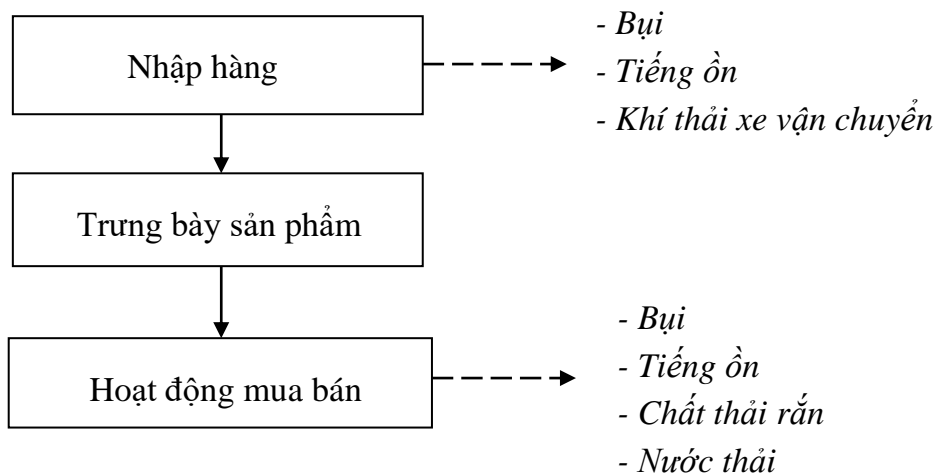 Nhập hàng
- Bụi
- Tiếng ồn
- Khí thải xe vận chuyển
Trưng bày sản phẩm
Hoạt động mua bán
- Bụi
- Tiếng ồn
- Chất thải rắn
- Nước thải